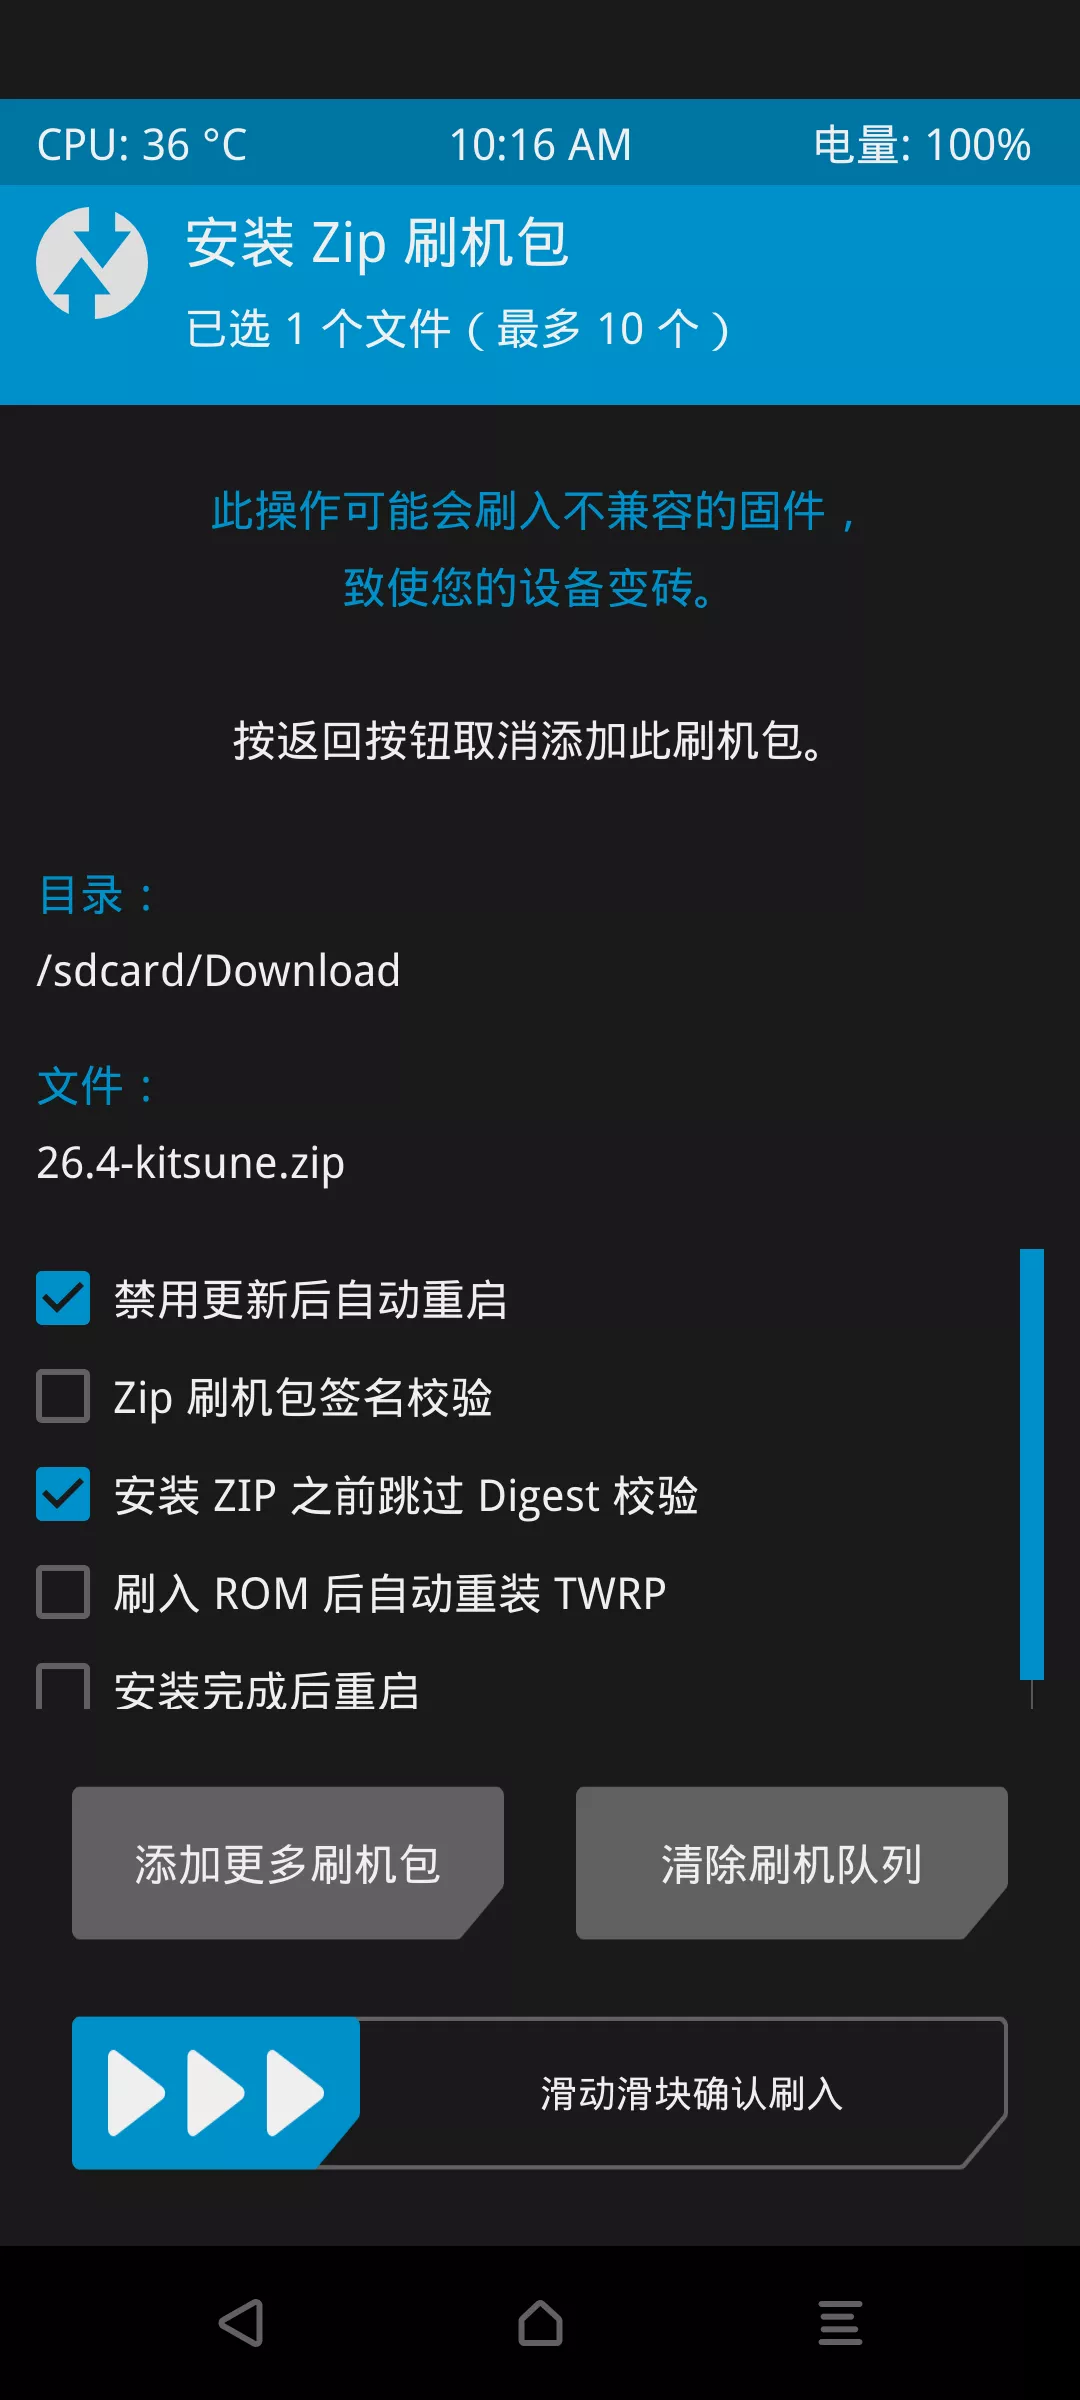 CPU: 36 °C
10:16 AM
电量: 100%
安装 Zip 刷机包
已选 1 个文件（最多 10 个）
此操作可能会刷入不兼容的固件，
致使您的设备变砖。
按返回按钮取消添加此刷机包。
目录：
/sdcard/Download
文件：
26.4-kitsune.zip
禁用更新后自动重启
Zip 刷机包签名校验
安装 ZIP 之前跳过 Digest 校验
刷入 ROM 后自动重装 TWRP
安装完成后重启
添加更多刷机包
清除刷机队列
滑动滑块确认刷入